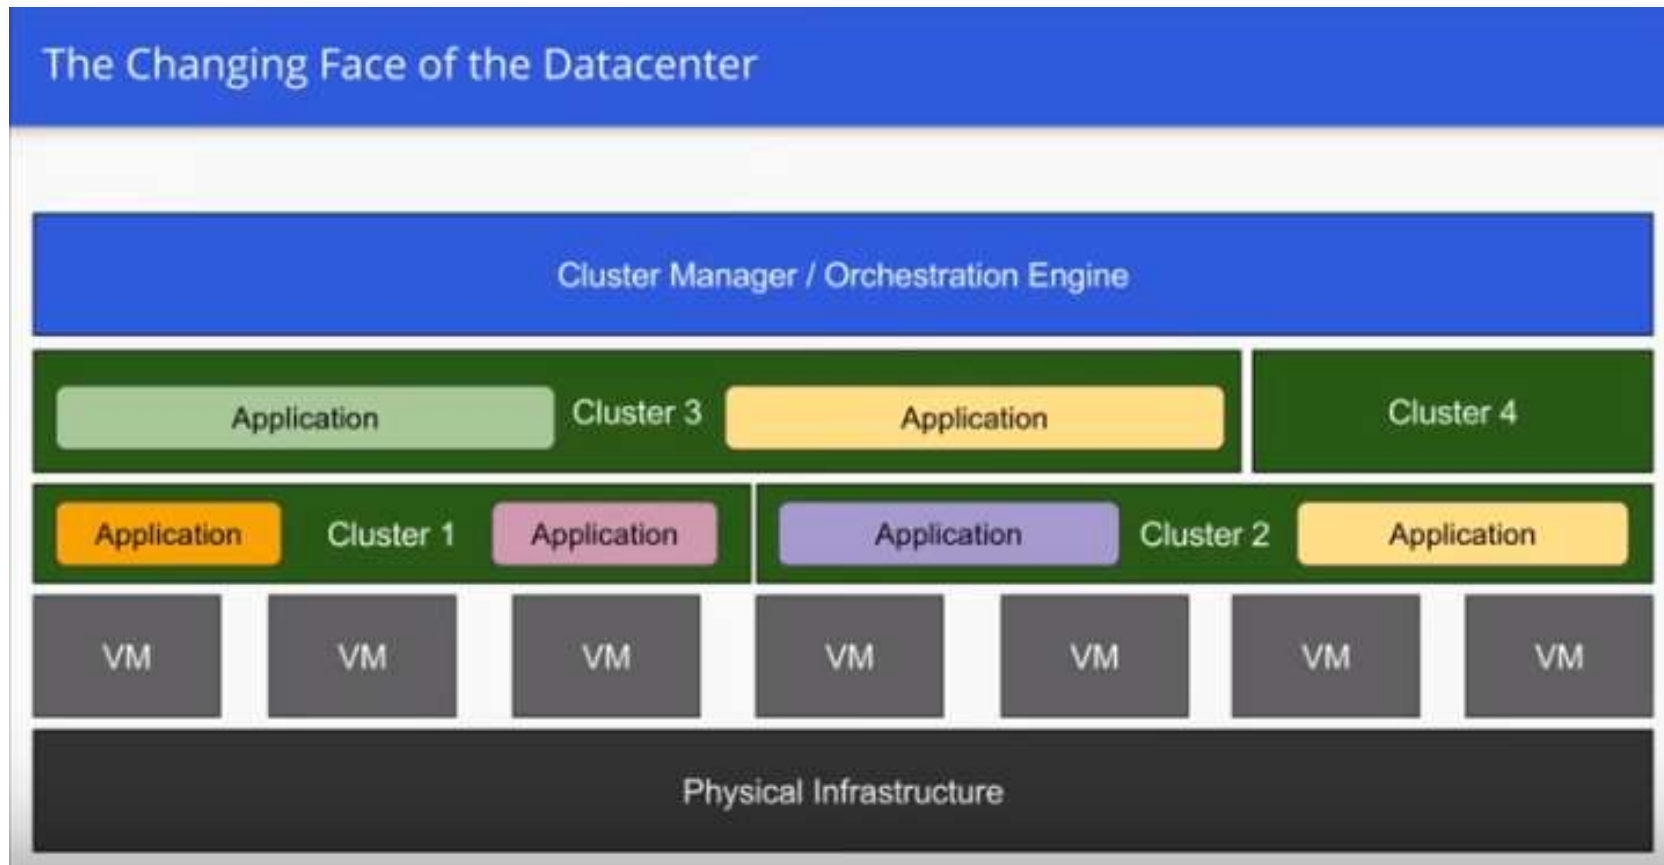 The Changing Face of the Datacenter
Cluster Manager / Orchestration Engine
Application Cluster 3 Application Cluster 4
Application Cluster 1 Application Application Cluster 2 Application
VM VM VM VM VM VM VM
Physical Infrastructure